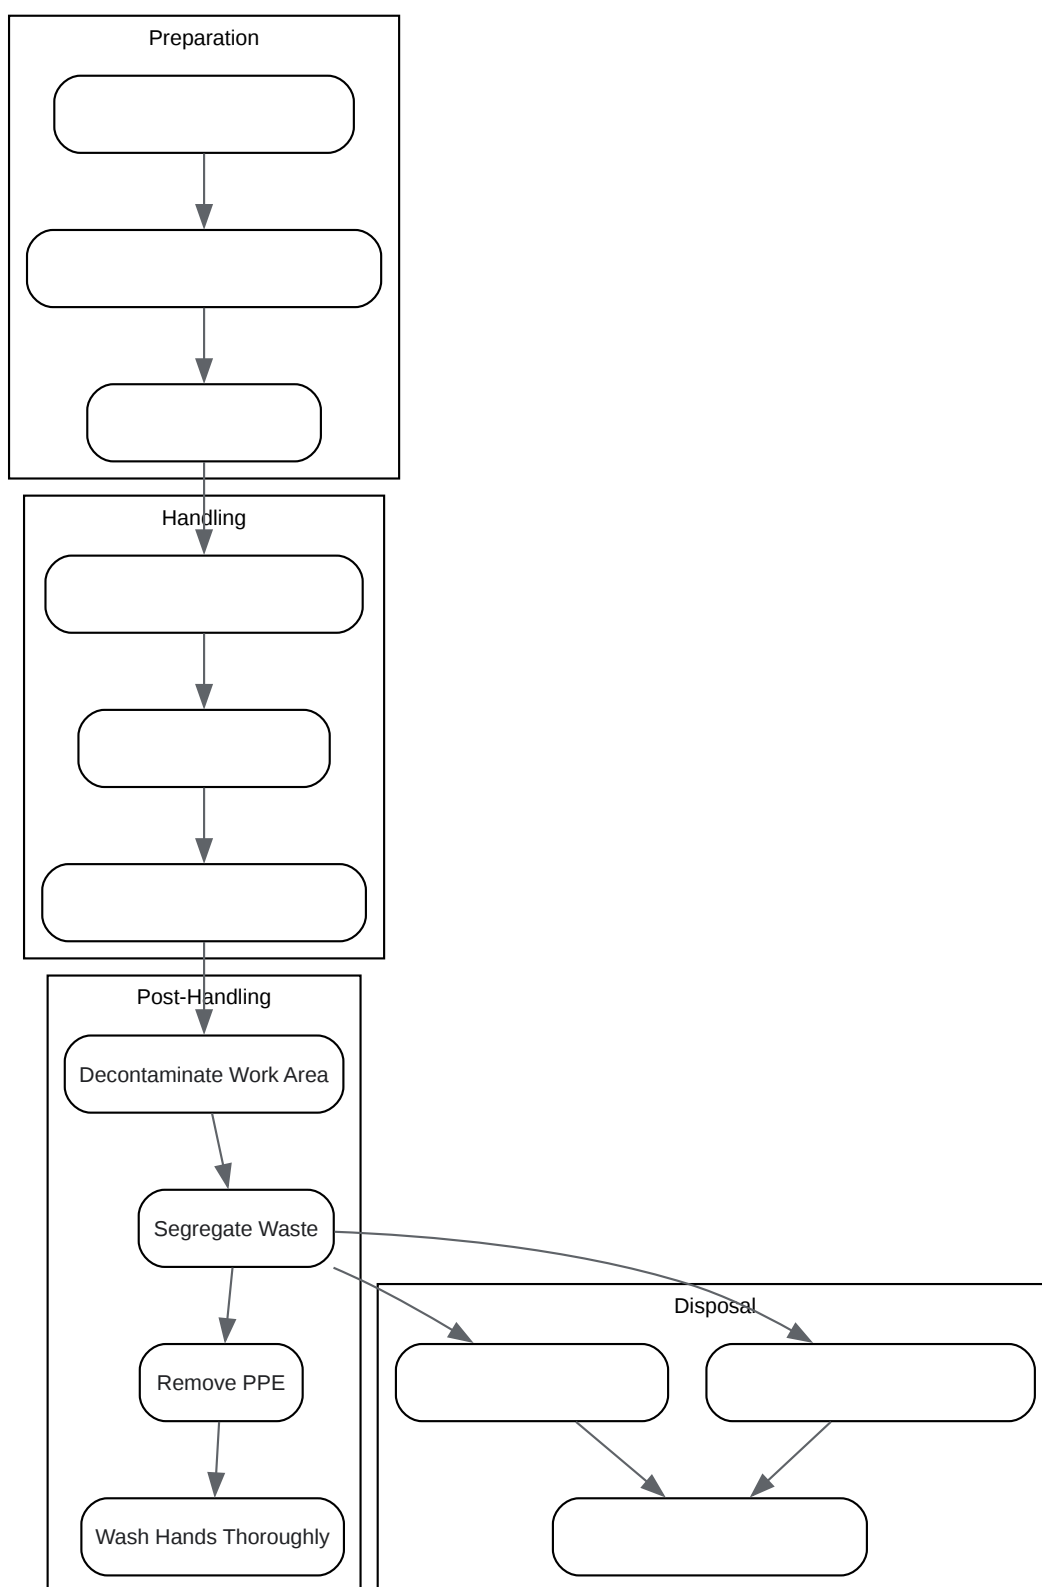 Preparation
Handling
Post-Handling
Decontaminate Work Area
Segregate Waste
Disposal
Remove PPE
Wash Hands Thoroughly